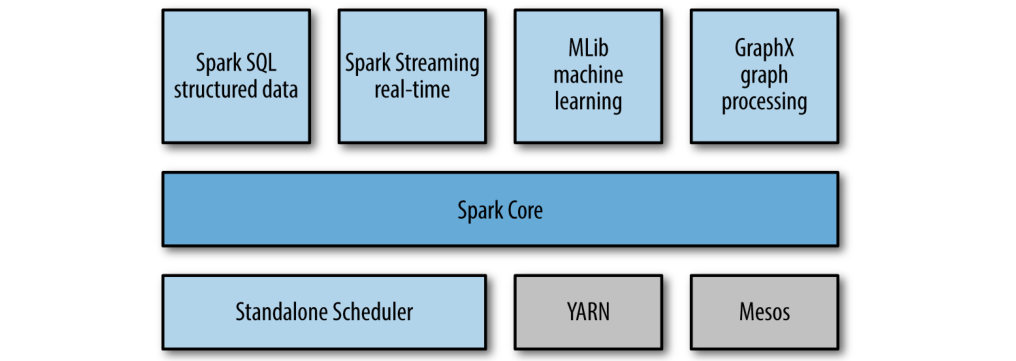 Spark SQL
structured data
Spark Streaming
real-time
MLib
machine
learning
GraphX
graph
processing
Spark Core
Standalone Scheduler
YARN
Mesos